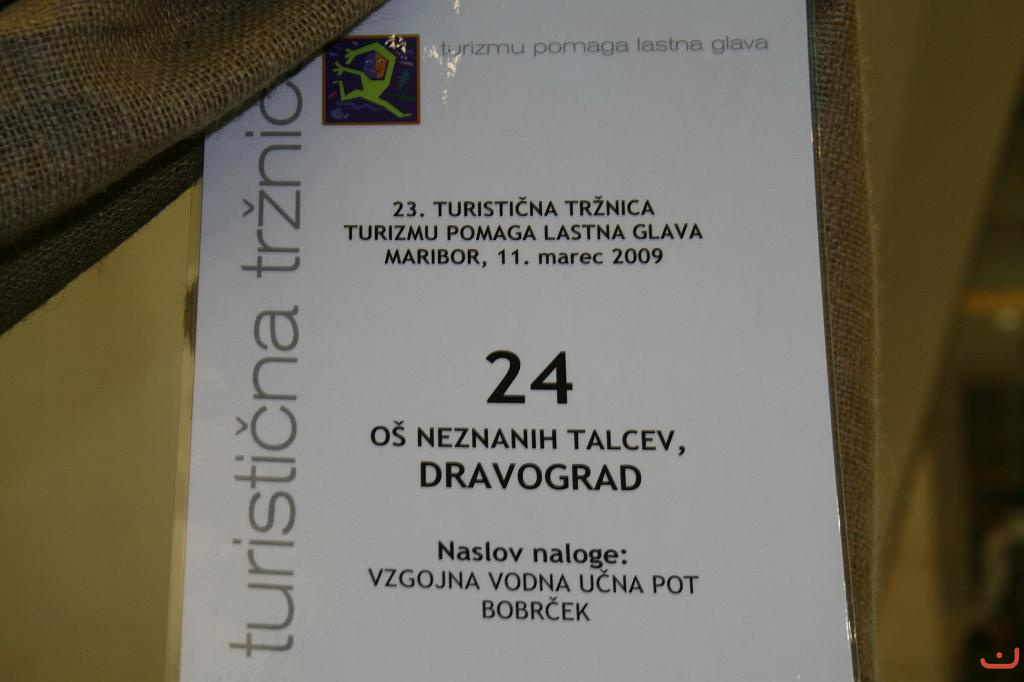 turizmu pomaga lastna glava
turistična tržnic
23. TURISTIČNA TRŽNICA
TURIZMU POMAGA LASTNA GLAVA
MARIBOR, 11. marec 2009
24
OŠ NEZNANIH TALCEV,
DRAVOGRAD
Naslov naloge:
VZGOJNA VODNA UČNA POT
BOBRČEK